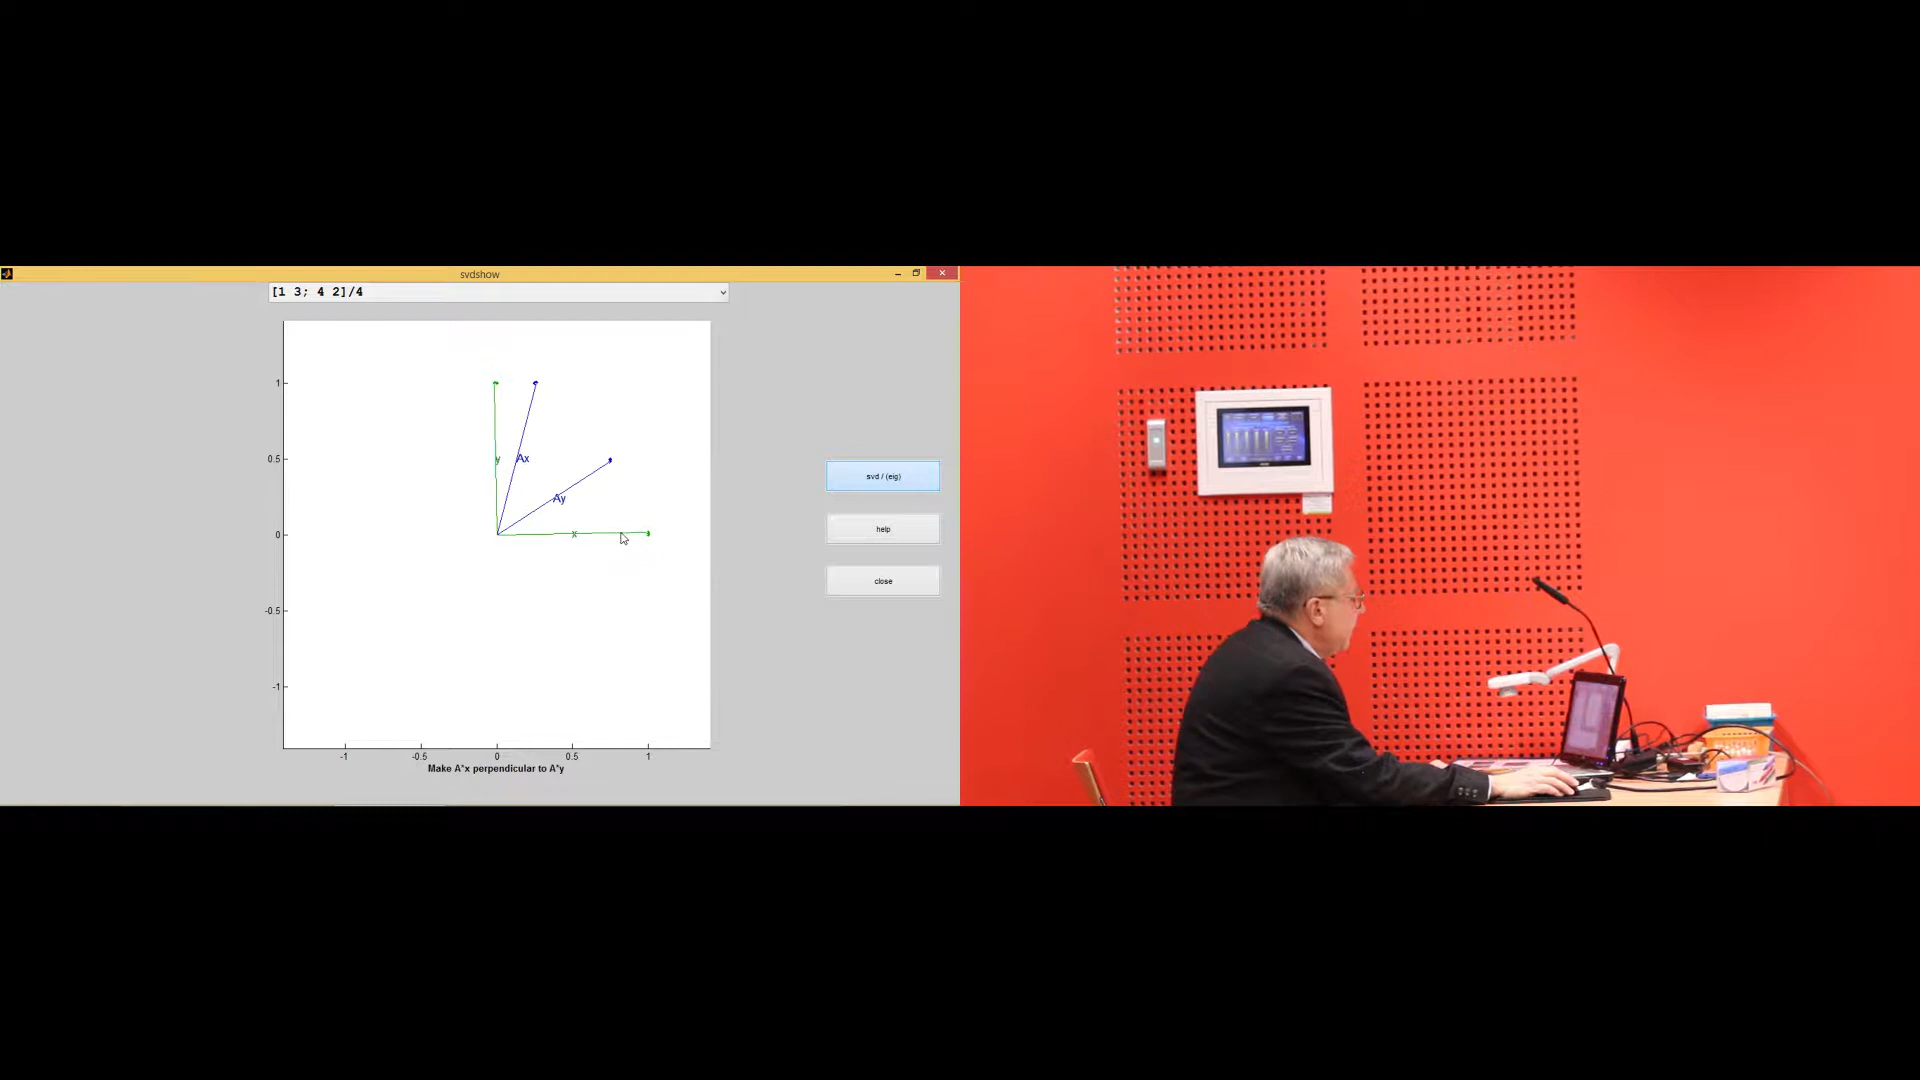 svdshow
[1 3; 4 2]/4
1
y
Ax
0.5
Ay
svd / (eig)
0
x
help
-0.5
close
-1
-1
-0.5
0
0.5
1
Make A*x perpendicular to A*y